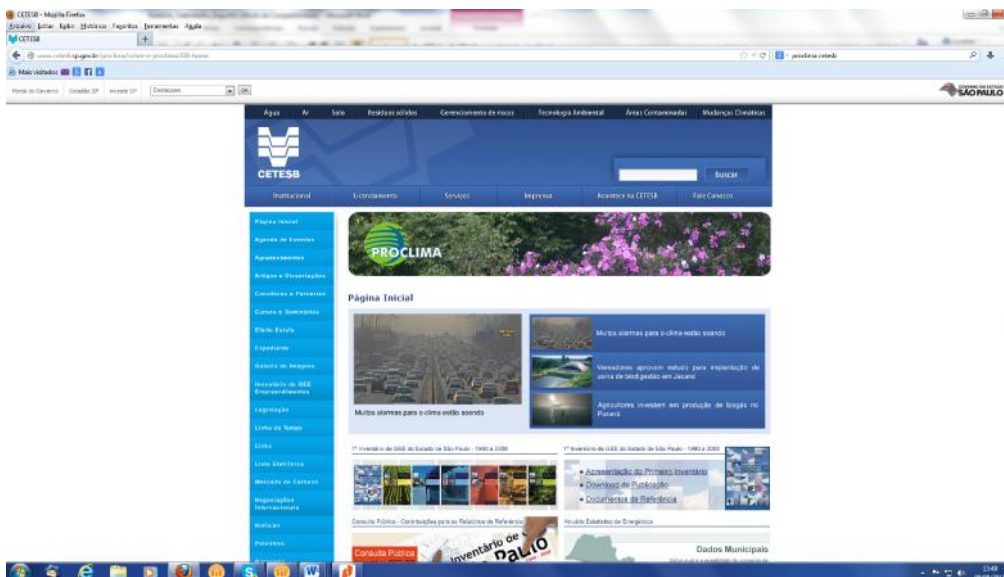 CETESB - Mozilla Firefox
Arquivo Editar Exibir Histórico Favoritos Ferramentas Ajuda
CETESB
proclima cetesb
Mais visitados
Portal do Governo Cidadão SP Investe SP Destaques OK
SÃO PAULO
Água Ar Solo Resíduos sólidos Gerenciamento de riscos Tecnologia Ambiental Áreas Contaminadas Mudanças Climáticas
CETESB
buscar
Institucional Licenciamento Serviços Imprensa Acontece na CETESB Fale Conosco
Página Inicial
Agenda de Eventos
Agradecimentos
Artigos e Dissertações
Convênios e Parcerias
Cursos e Seminários
Efeito Estufa
Expediente
Galeria de Imagens
Inventário de GEE
Empreendimentos
Legislação
Linha do Tempo
Links
Lista Eletrônica
Mercado de Carbono
Negociações
Internacionais
Notícias
Palestras
PROCLIMA
Página Inicial
Muitos alarmes para o clima estão soando
Muitos alarmes para o clima estão soando
Vereadores aprovam estudo para implantação de
usina de biodigestão em Jacareí
Agricultores investem em produção de biogás no
Paraná
1º Inventário de GEE do Estado de São Paulo - 1990 a 2008
1º Inventário de GEE do Estado de São Paulo - 1990 a 2008
• Apresentação do Primeiro Inventário
• Download da Publicação
• Documentos de Referência
Consulta Pública - Contribuições para os Relatórios de Referência
Consulta Pública
Inventário de
Anuário Estatístico de Energéticos
Dados Municipais